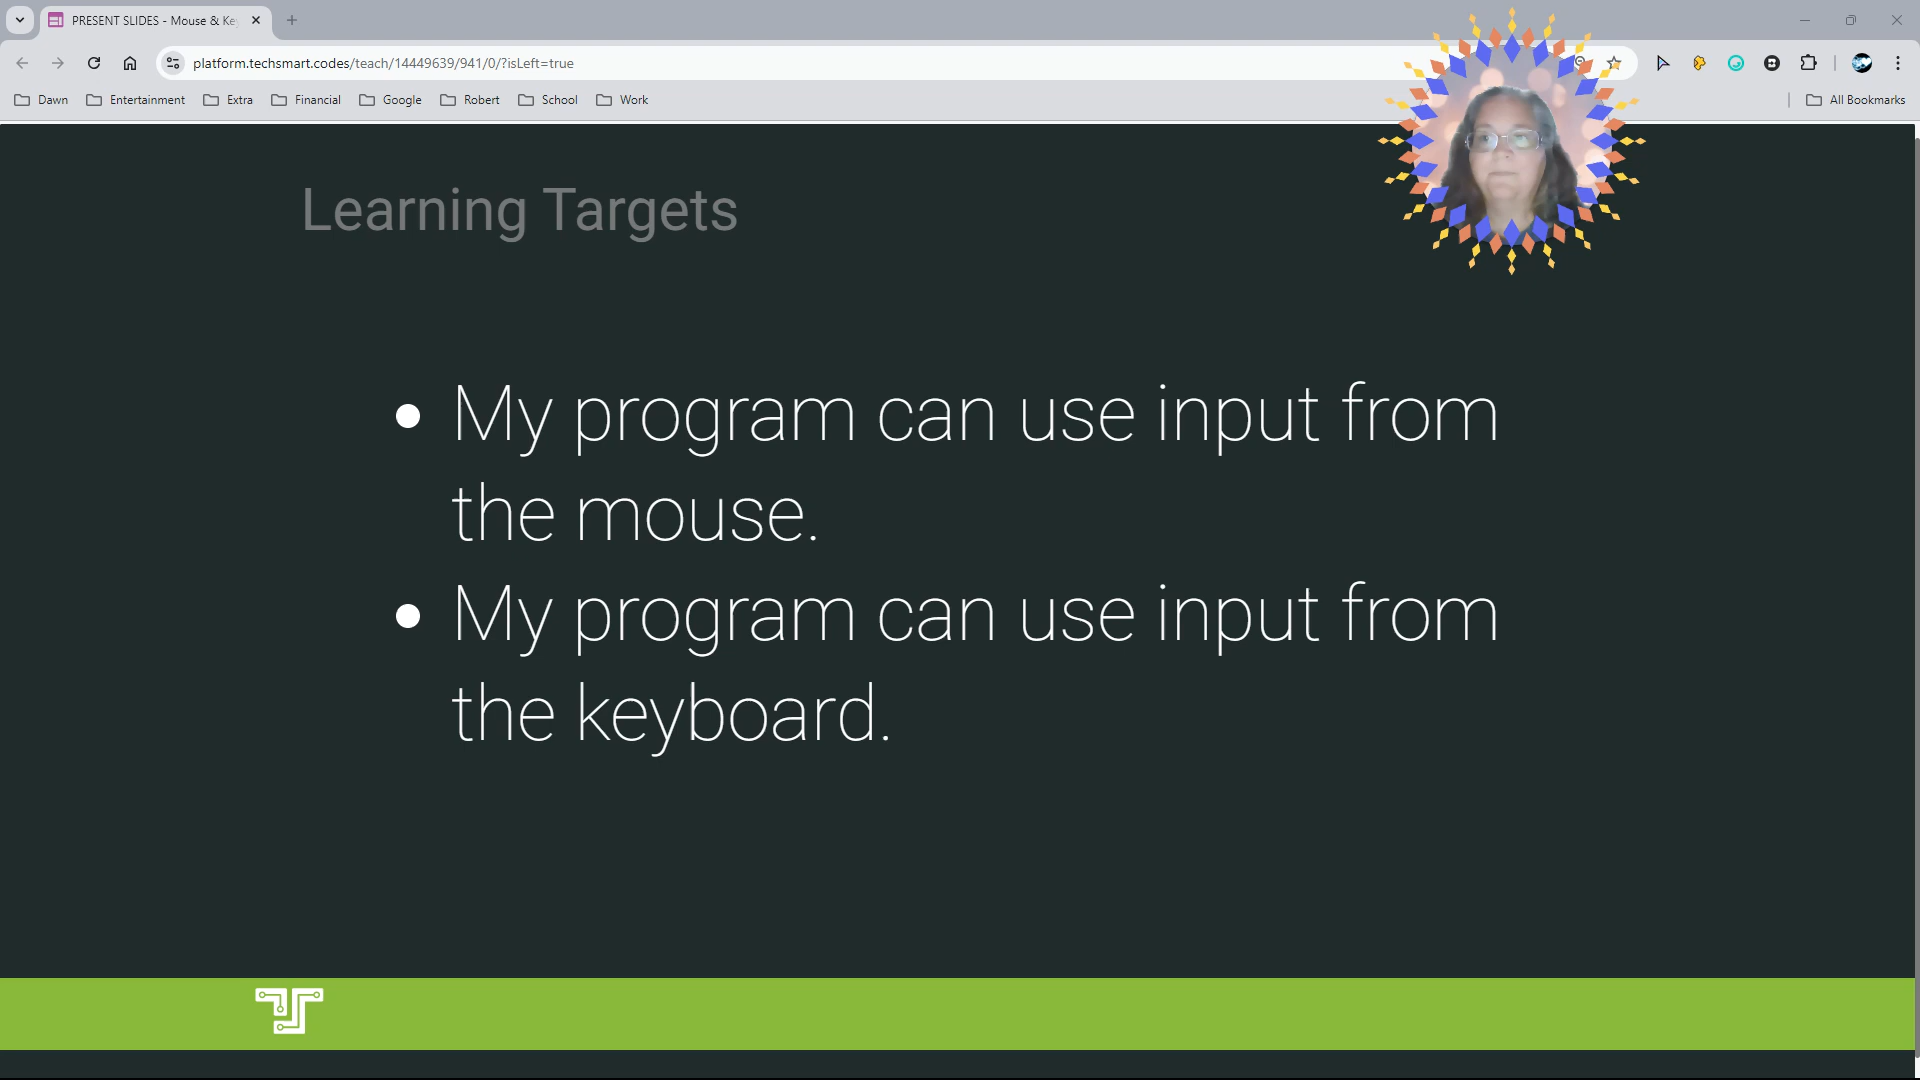 PRESENT SLIDES - Mouse & Ke
platform.techsmart.codes/teach/14449639/941/0/?isLeft=true
Dawn Entertainment Extra Financial Google Robert School Work All Bookmarks
Learning Targets
My program can use input from
the mouse.
My program can use input from
the keyboard.